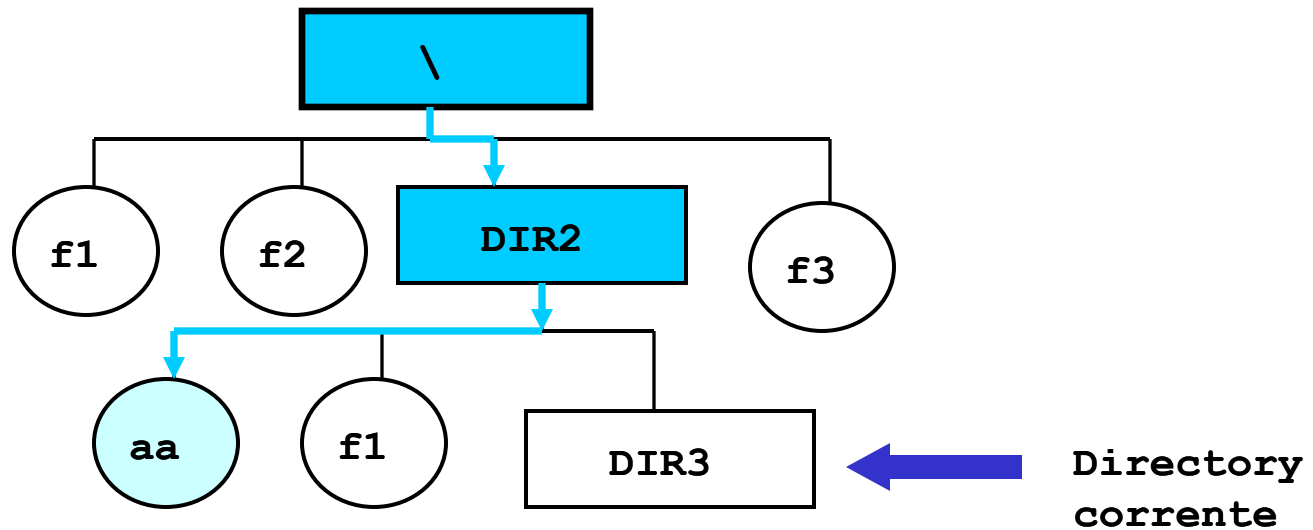 \
f1
f2
DIR2
f3
aa
f1
DIR3
Directory
corrente